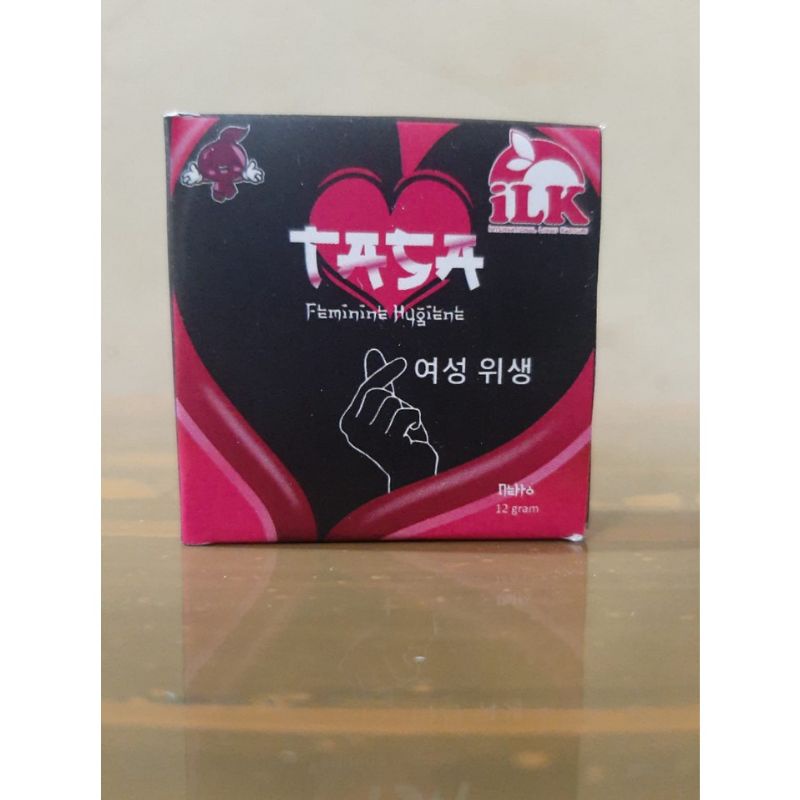 iLK
TASA
Feminine Hygiene
여성 위생
Netto
12 gram